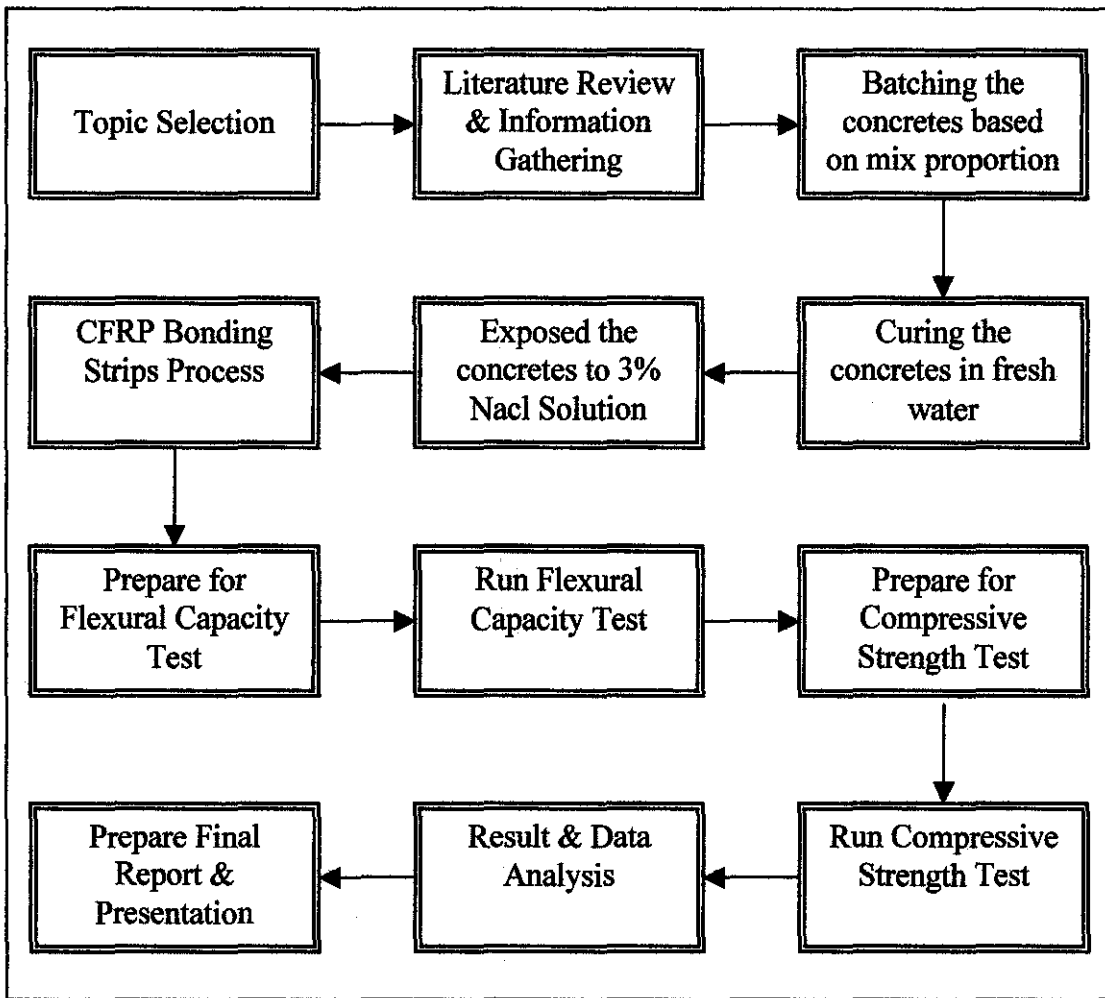 Topic Selection
Literature Review
& Information
Gathering
Batching the
concretes based
on mix proportion
Curing the
concretes in fresh
water
Exposed the
concretes to 3%
Nacl Solution
CFRP Bonding
Strips Process
Prepare for
Flexural Capacity
Test
Run Flexural
Capacity Test
Prepare for
Compressive
Strength Test
Run Compressive
Strength Test
Result & Data
Analysis
Prepare Final
Report &
Presentation